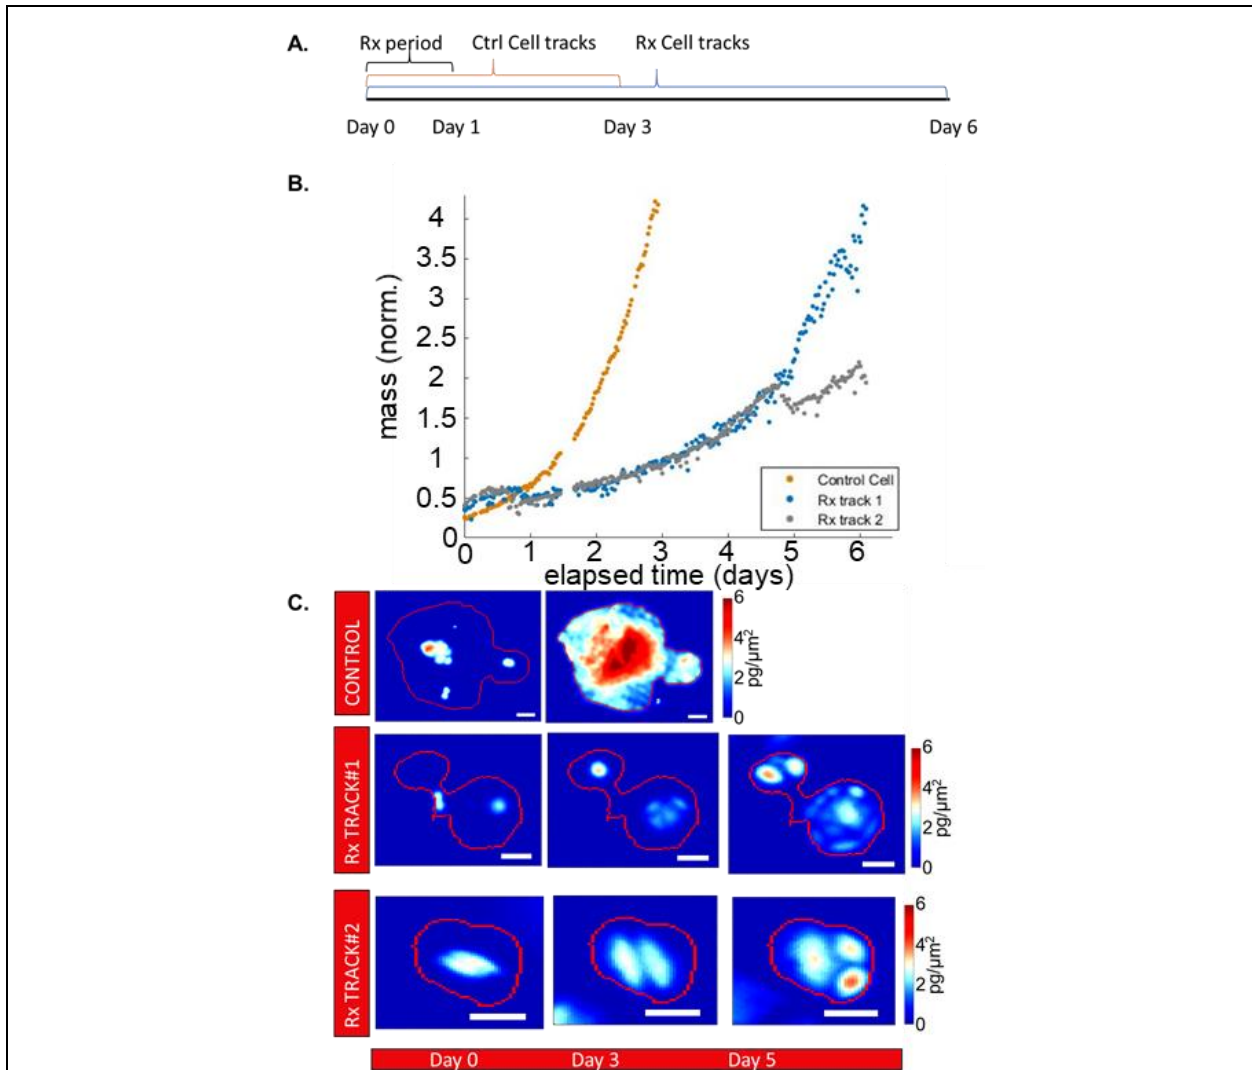 A.
Rx period Ctrl Cell tracks Rx Cell tracks
Day 0 Day 1 Day 3 Day 6
B.
4
3.5
3
2.5
2
1.5
1
0.5
0
mass (norm.)
Control Cell
Rx track 1
Rx track 2
0 1 2 3 4 5 6
elapsed time (days)
C.
CONTROL
6
4
2
0
pg/µm²
Rx TRACK#1
6
4
2
0
pg/µm²
Rx TRACK#2
6
4
2
0
pg/µm²
Day 0 Day 3 Day 5